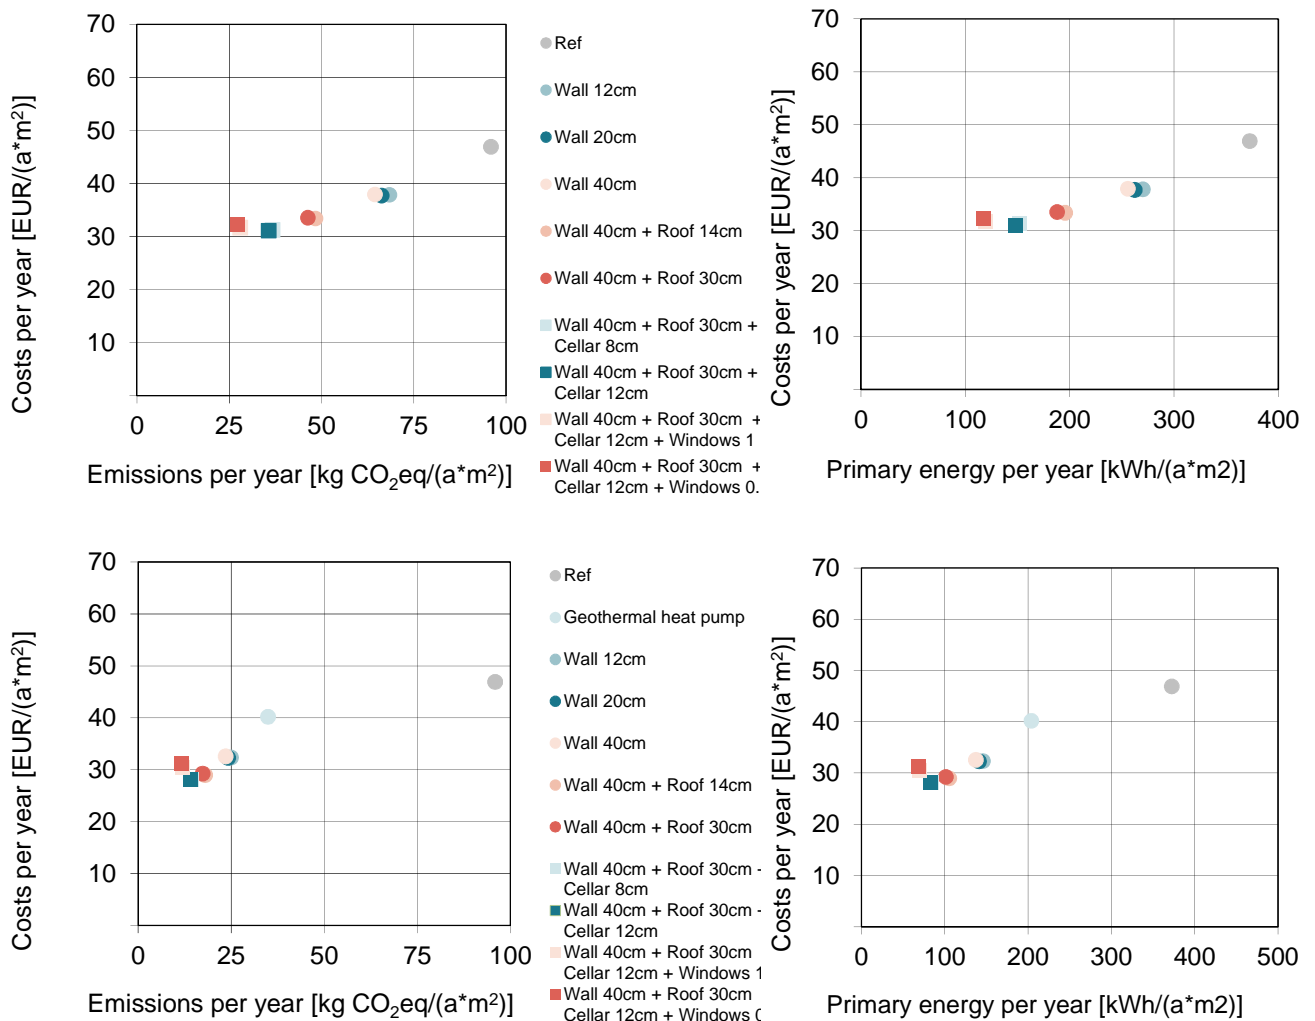 70
60
50
40
30
20
10
0
25
50
75
100
Costs per year [EUR/(a*m²)]
Emissions per year [kg CO₂eq/(a*m²)]
Ref
Wall 12cm
Wall 20cm
Wall 40cm
Wall 40cm + Roof 14cm
Wall 40cm + Roof 30cm
Wall 40cm + Roof 30cm +
Cellar 8cm
Wall 40cm + Roof 30cm +
Cellar 12cm
Wall 40cm + Roof 30cm +
Cellar 12cm + Windows 1
Wall 40cm + Roof 30cm +
Cellar 12cm + Windows 0.
70
60
50
40
30
20
10
0
100
200
300
400
Costs per year [EUR/(a*m²)]
Primary energy per year [kWh/(a*m2)]
70
60
50
40
30
20
10
0
25
50
75
100
Costs per year [EUR/(a*m²)]
Emissions per year [kg CO₂eq/(a*m²)]
Ref
Geothermal heat pump
Wall 12cm
Wall 20cm
Wall 40cm
Wall 40cm + Roof 14cm
Wall 40cm + Roof 30cm
Wall 40cm + Roof 30cm -
Cellar 8cm
Wall 40cm + Roof 30cm -
Cellar 12cm
Wall 40cm + Roof 30cm
Cellar 12cm + Windows 1
Wall 40cm + Roof 30cm
Cellar 12cm + Windows 0
70
60
50
40
30
20
10
0
100
200
300
400
500
Costs per year [EUR/(a*m²)]
Primary energy per year [kWh/(a*m2)]